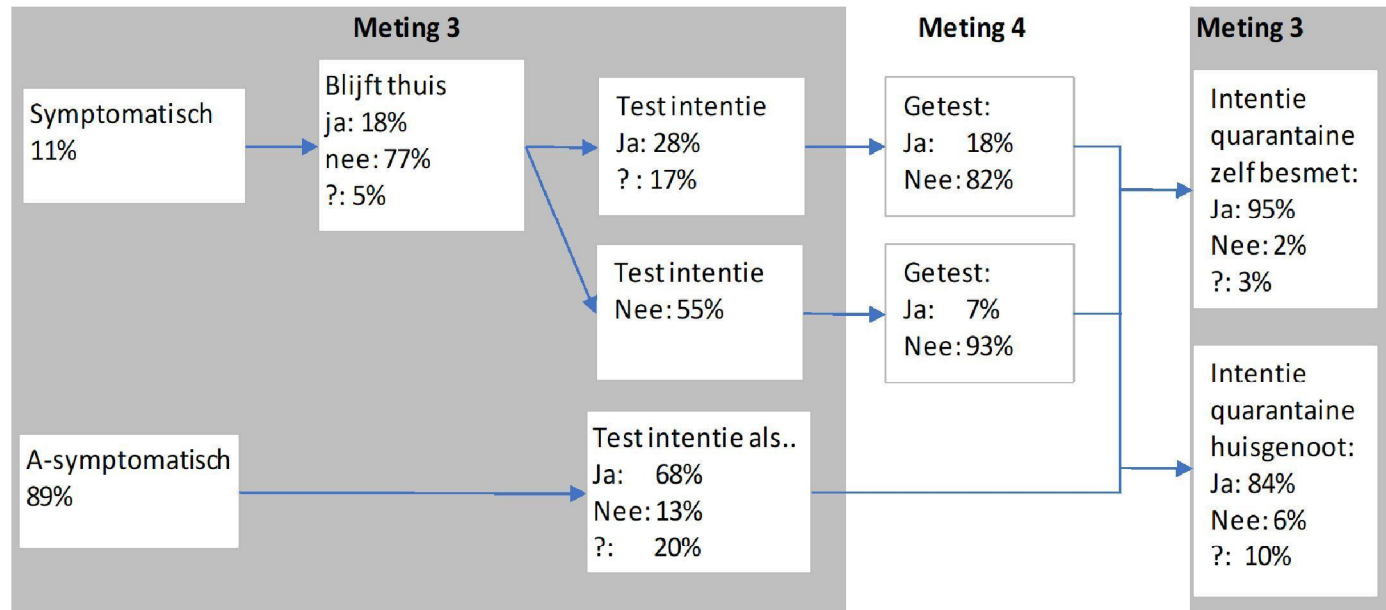 Meting 3
Symptomatisch
11%
Blijft thuis
ja: 18%
nee: 77%
?: 5%
Test intentie
Ja: 28%
? : 17%
Test intentie
Nee: 55%
A-symptomatisch
89%
Test intentie als..
Ja: 68%
Nee: 13%
?: 20%
Meting 4
Getest:
Ja: 18%
Nee: 82%
Getest:
Ja: 7%
Nee: 93%
Meting 3
Intentie
quarantaine
zelf besmet:
Ja: 95%
Nee: 2%
?: 3%
Intentie
quarantaine
huisgenoot:
Ja: 84%
Nee: 6%
?: 10%